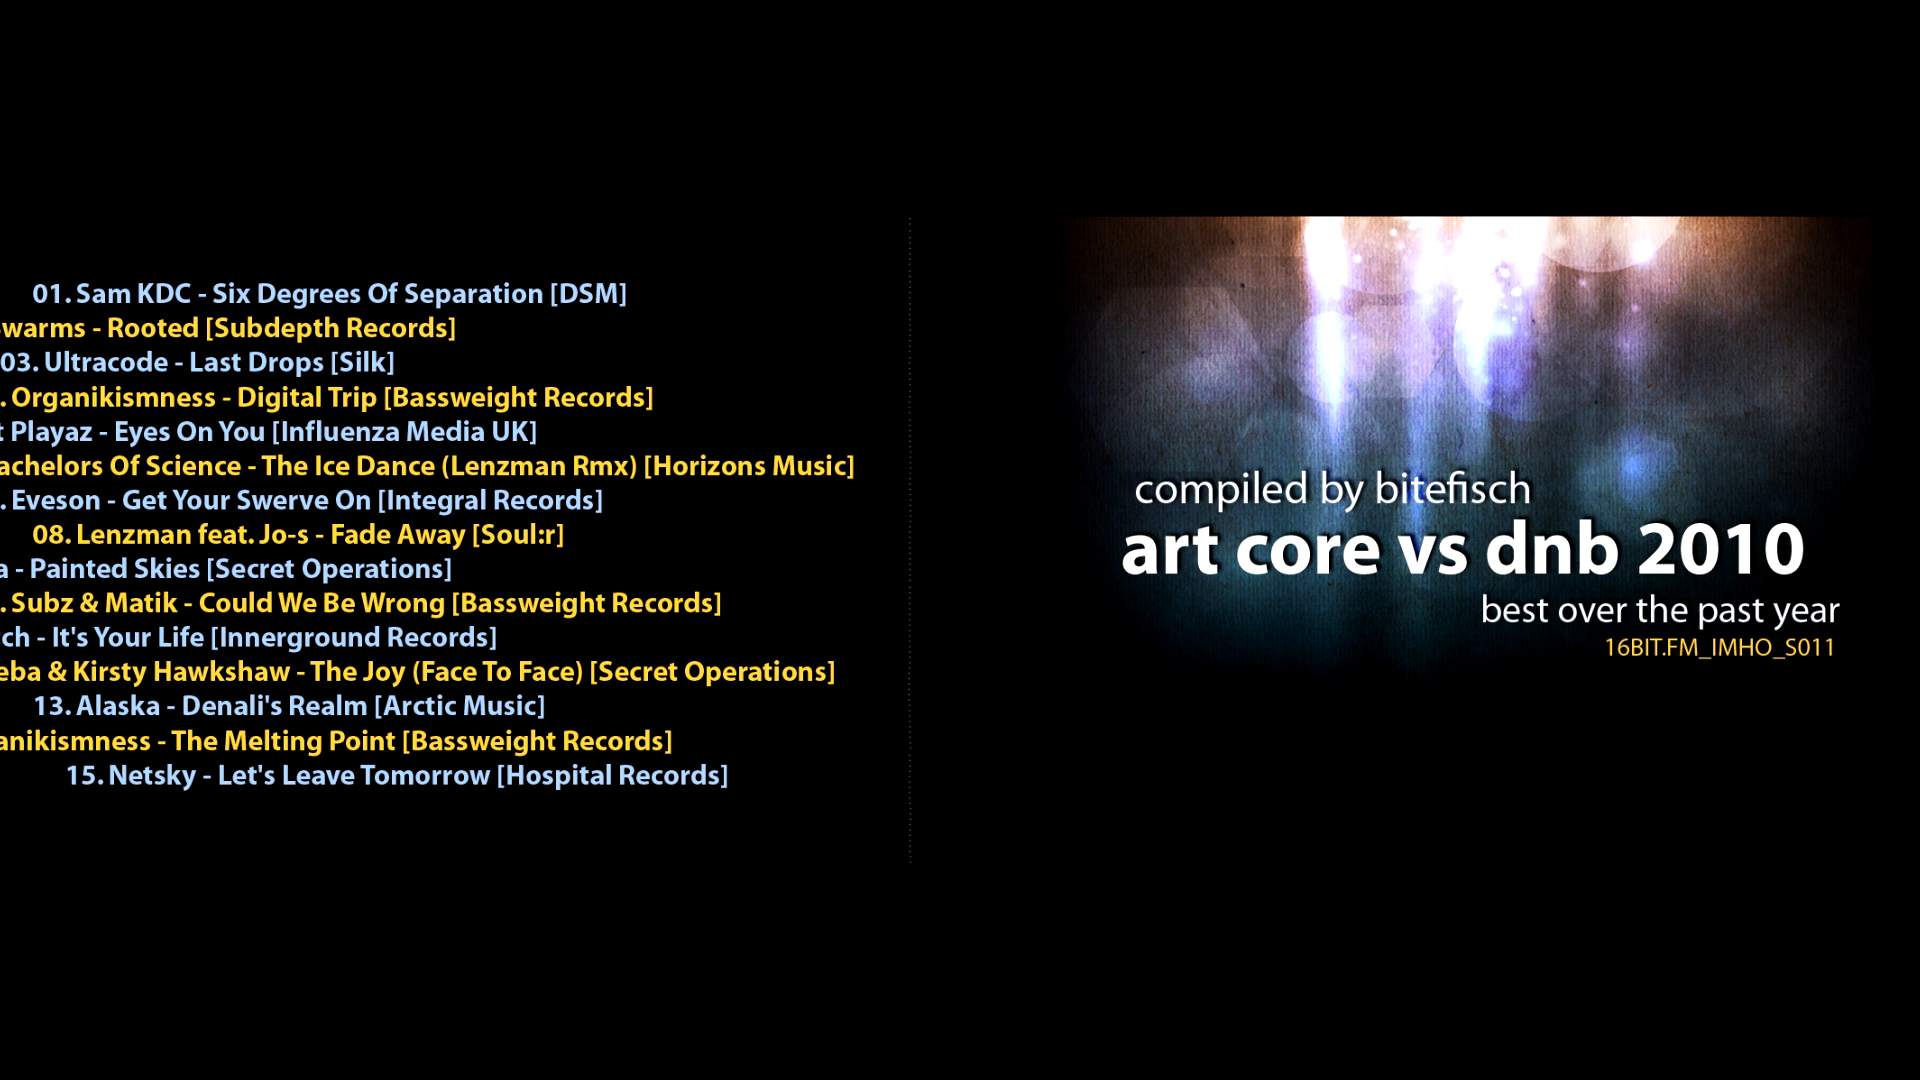 01. Sam KDC - Six Degrees Of Separation [DSM]
- Rooted [Subdepth Records]
03. Ultracode - Last Drops [Silk]
. Organikismness - Digital Trip [Bassweight Records]
Playaz - Eyes On You [Influenza Media UK]
Of Science - The Ice Dance (Lenzman Rmx) [Horizons Music]
. Eveson - Get Your Swerve On [Integral Records]
08. Lenzman feat. Jo-s - Fade Away [Soul:r]
- Painted Skies [Secret Operations]
. Subz & Matik - Could We Be Wrong [Bassweight Records]
- It's Your Life [Innerground Records]
& Kirsty Hawkshaw - The Joy (Face To Face) [Secret Operations]
13. Alaska - Denali's Realm [Arctic Music]
- The Melting Point [Bassweight Records]
15. Netsky - Let's Leave Tomorrow [Hospital Records]
compiled by bitefisch
art core vs dnb 2010
best over the past year
16BIT.FM_IMHO_S011